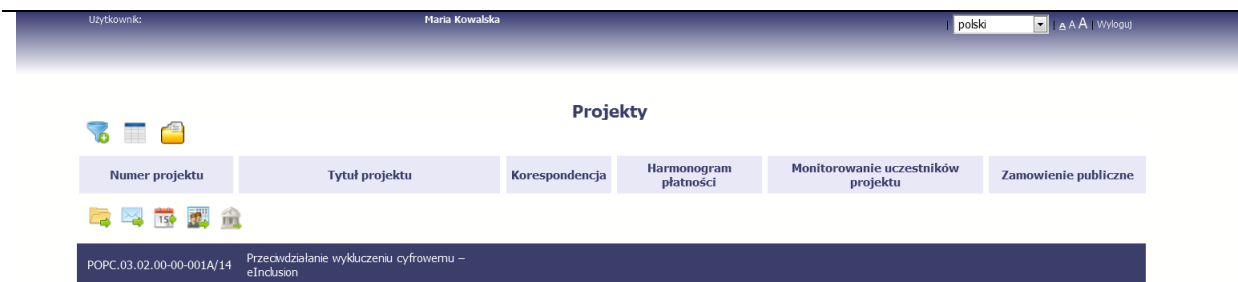 Użytkownik: Maria Kowalska | polski | A A A | Wyloguj
Projekty
Numer projektu Tytuł projektu Korespondencja Harmonogram płatności Monitorowanie uczestników projektu Zamowienie publiczne
15
POPC.03.02.00-00-001A/14 Przeciwdziałanie wykluczeniu cyfrowemu –
eInclusion